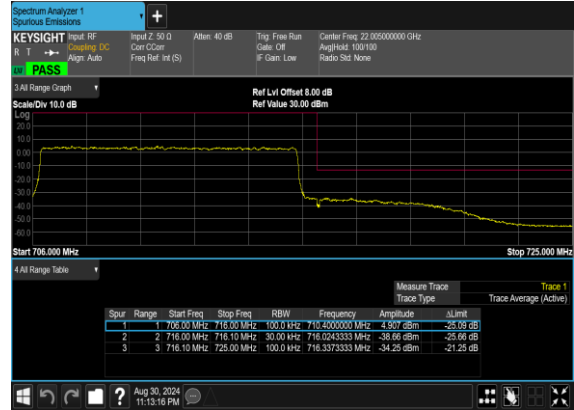 Spectrum Analyzer 1
Spurious Emissions
+
KEYSIGHT Input: RF Input Z: 50 Ω Atten: 40 dB Trig: Free Run Center Freq: 22.005000000 GHz
R T Coupling: DC Corr CCorr Gate: Off Avg|Hold: 100/100
Align: Auto Freq Ref: Int (S) IF Gain: Low Radio Std: None
PASS
3 All Range Graph
Ref Lvl Offset 8.00 dB
Scale/Div 10.0 dB Ref Value 30.00 dBm
Log
20.0
10.0
0.00
-10.0
-20.0
-30.0
-40.0
-50.0
-60.0
Start 706.000 MHz Stop 725.000 MHz
4 All Range Table
Measure Trace Trace 1
Trace Type Trace Average (Active)
Spur Range Start Freq Stop Freq RBW Frequency Amplitude ΔLimit
1 1 706.00 MHz 716.00 MHz 100.0 kHz 710.4000000 MHz 4.907 dBm -25.09 dB
2 2 716.00 MHz 716.10 MHz 30.00 kHz 716.0243333 MHz -38.66 dBm -25.66 dB
3 3 716.10 MHz 725.00 MHz 100.0 kHz 716.3373333 MHz -34.25 dBm -21.25 dB
?
Aug 30, 2024
11:13:16 PM